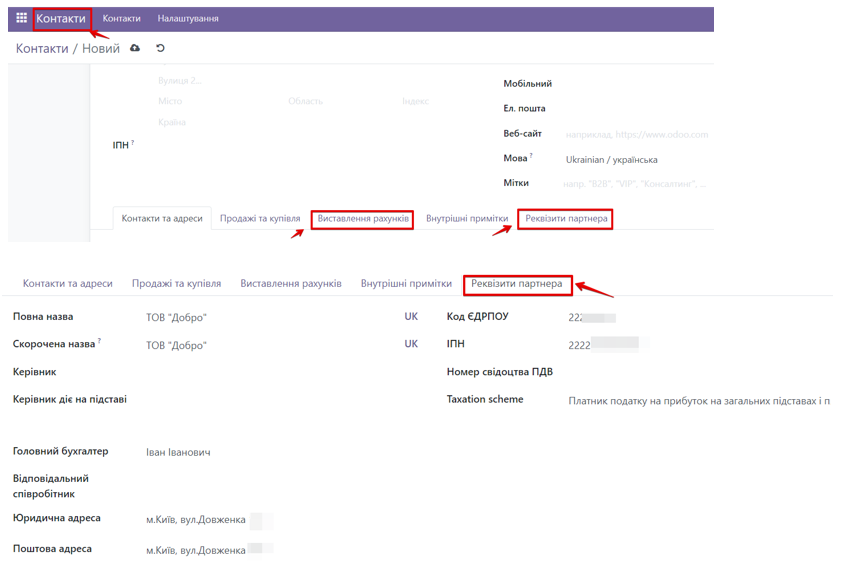 Контакти Контакти Налаштування
Контакти / Новий
Вулиця 2...
Місто Область Індекс
Країна
ІПН ?
Мобільний
Ел. пошта
Веб-сайт наприклад, https://www.odoo.com
Мова ? Ukrainian / українська
Мітки напр. "B2B", "VIP", "Консалтинг", ...
Контакти та адреси Продажі та купівля Виставлення рахунків Внутрішні примітки Реквізити партнера
Контакти та адреси Продажі та купівля Виставлення рахунків Внутрішні примітки Реквізити партнера
Повна назва ТОВ "Добро" UK Код ЄДРПОУ 222
Скорочена назва ? ТОВ "Добро" UK ІПН 2222
Керівник Номер свідоцтва ПДВ
Керівник діє на підставі Taxation scheme Платник податку на прибуток на загальних підставах і п
Головний бухгалтер Іван Іванович
Відповідальний
співробітник
Юридична адреса м.Київ, вул.Довженка
Поштова адреса м.Київ, вул.Довженка